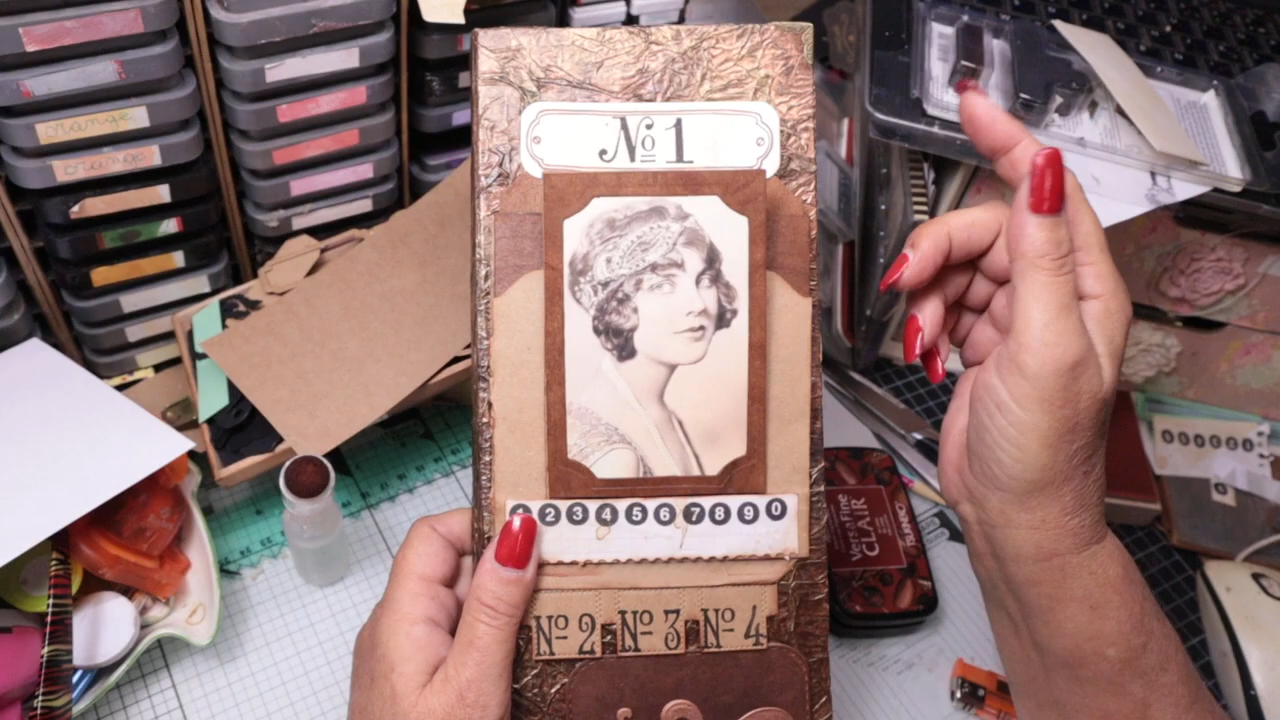 orange
orange
№ 1
2 3 4 5 6 7 8 9 0
№ 2 № 3 № 4
VersaFine
CLAIR
TSUKINEKO